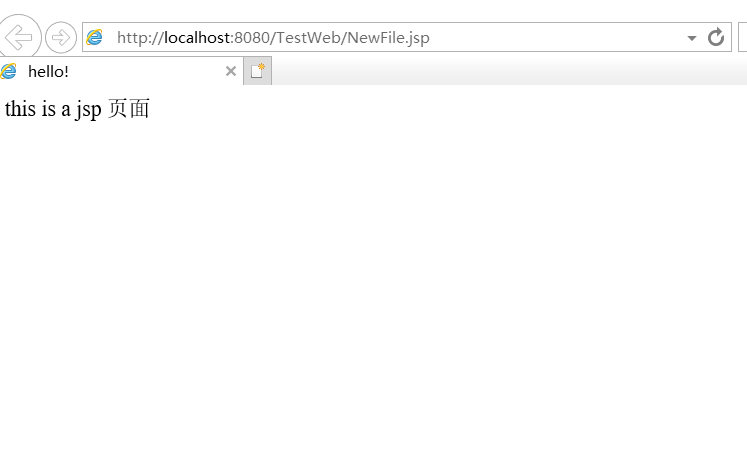 http://localhost:8080/TestWeb/NewFile.jsp
hello!
this is a jsp 页面